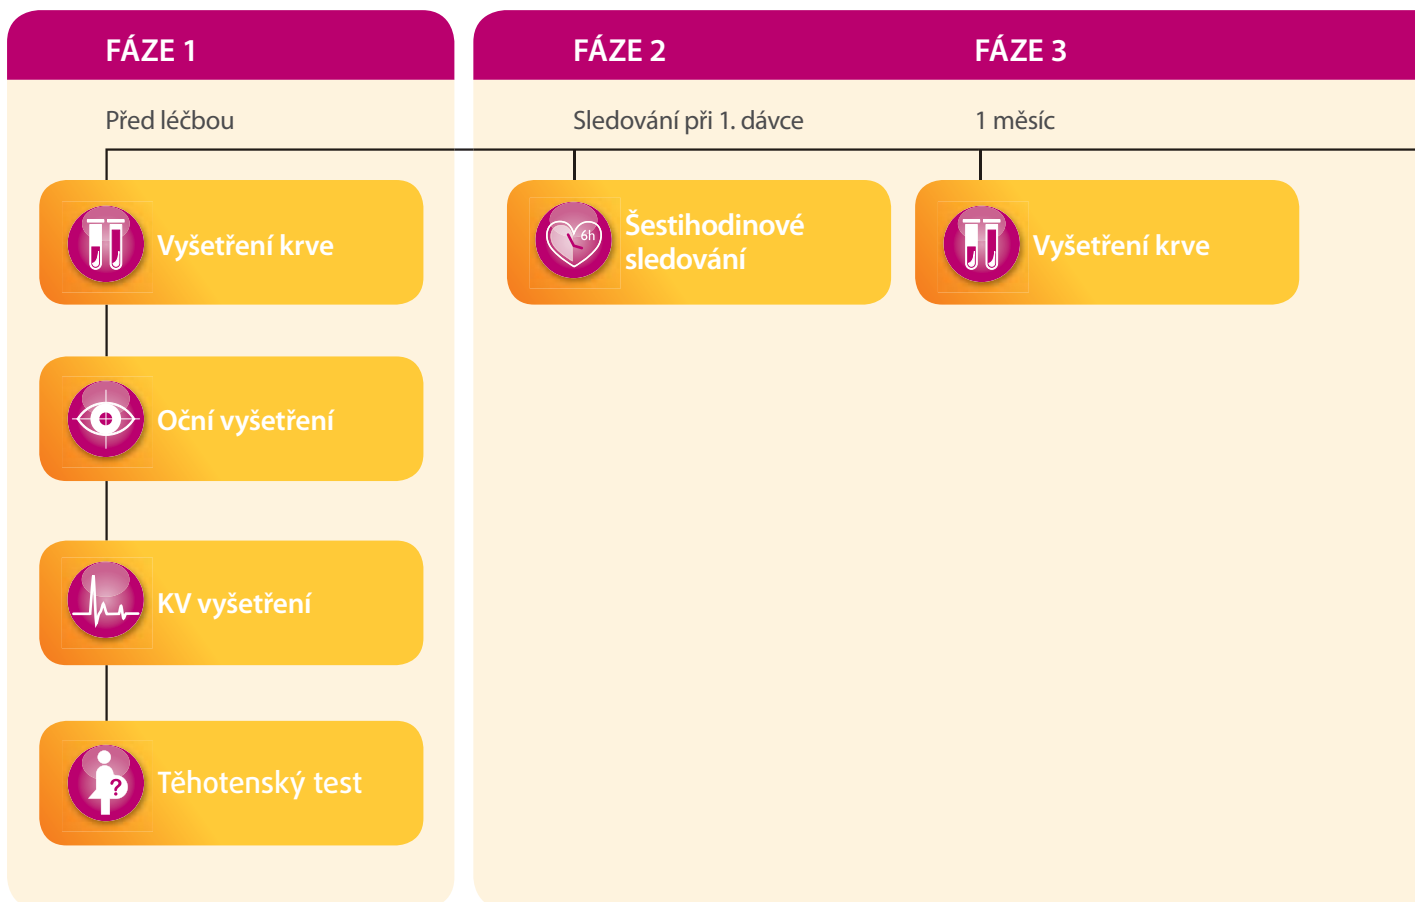 FÁZE 1
Před léčbou
Vyšetření krve
Oční vyšetření
KV vyšetření
?
Těhotenský test
FÁZE 2
Sledování při 1. dávce
6h
Šestihodinové
sledování
FÁZE 3
1 měsíc
Vyšetření krve